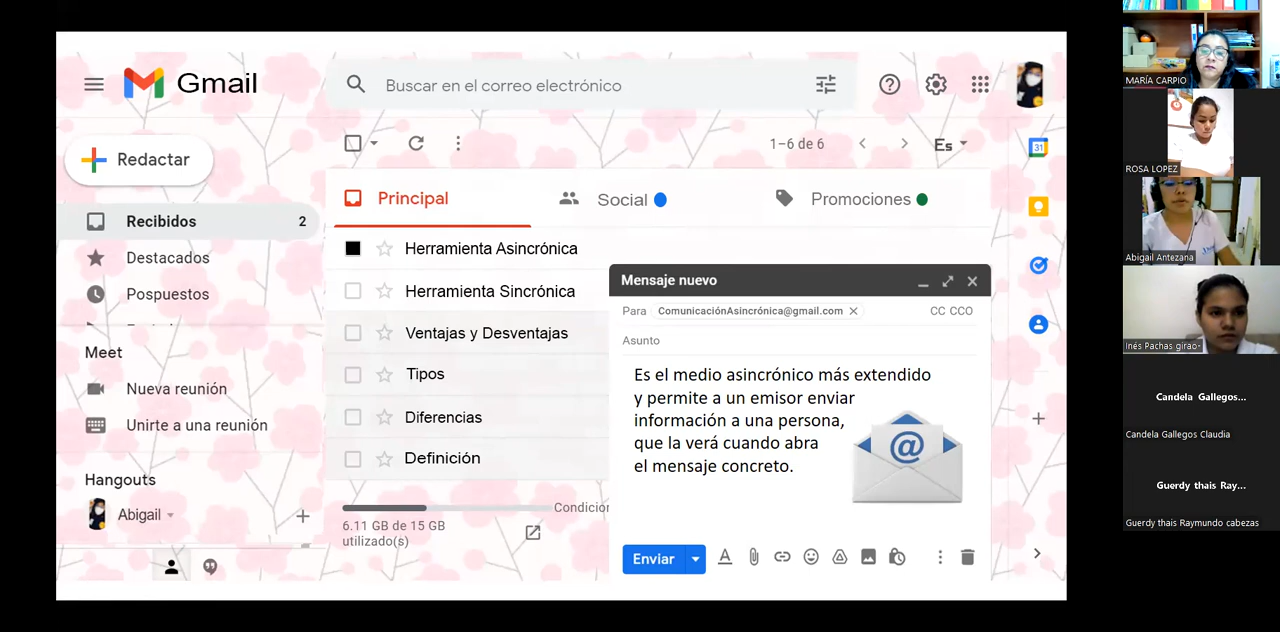 Gmail
Buscar en el correo electrónico
Redactar
1–6 de 6
Es
Principal
Social
Promociones
Recibidos 2
Destacados
Pospuestos
Meet
Nueva reunión
Unirte a una reunión
Hangouts
Abigail
Herramienta Asincrónica
Herramienta Sincrónica
Ventajas y Desventajas
Tipos
Diferencias
Definición
6.11 GB de 15 GB
utilizado(s)
Condicion
Mensaje nuevo
Para ComunicaciónAsincrónica@gmail.com CC CCO
Asunto
Es el medio asincrónico más extendido
y permite a un emisor enviar
información a una persona,
que la verá cuando abra
el mensaje concreto.
@
Enviar
31
MARÍA CARPIO
ROSA LOPEZ
Abigail Antezana
Inés Pachas girao
Candela Gallegos...
Candela Gallegos Claudia
Guerdy thais Ray...
Guerdy thais Raymundo cabezas